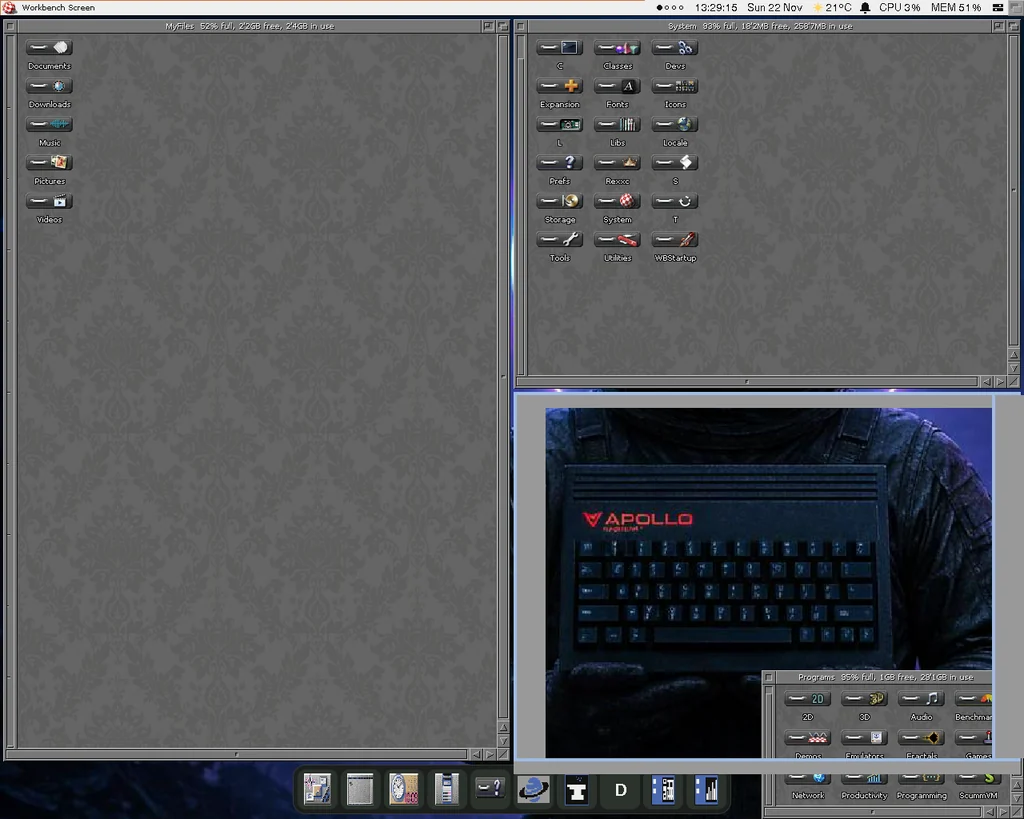 Workbench Screen
13:29:15 Sun 22 Nov 21°C CPU 3% MEM 51%
MyFiles 52% full, 2'2GB free, 2'4GB in use
Documents
Downloads
Music
Pictures
Videos
System 93% full, 18'2MB free, 258'7MB in use
C Classes Devs
Expansion Fonts Icons
L Libs Locale
Prefs Rexxc S
Storage System T
Tools Utilities WBStartup
APOLLO
Programs 95% full, 1GB free, 23'1GB in use
2D 3D Audio Benchmar
Demos Emulators Fractals Games
Network Productivity Programming ScummVM
D